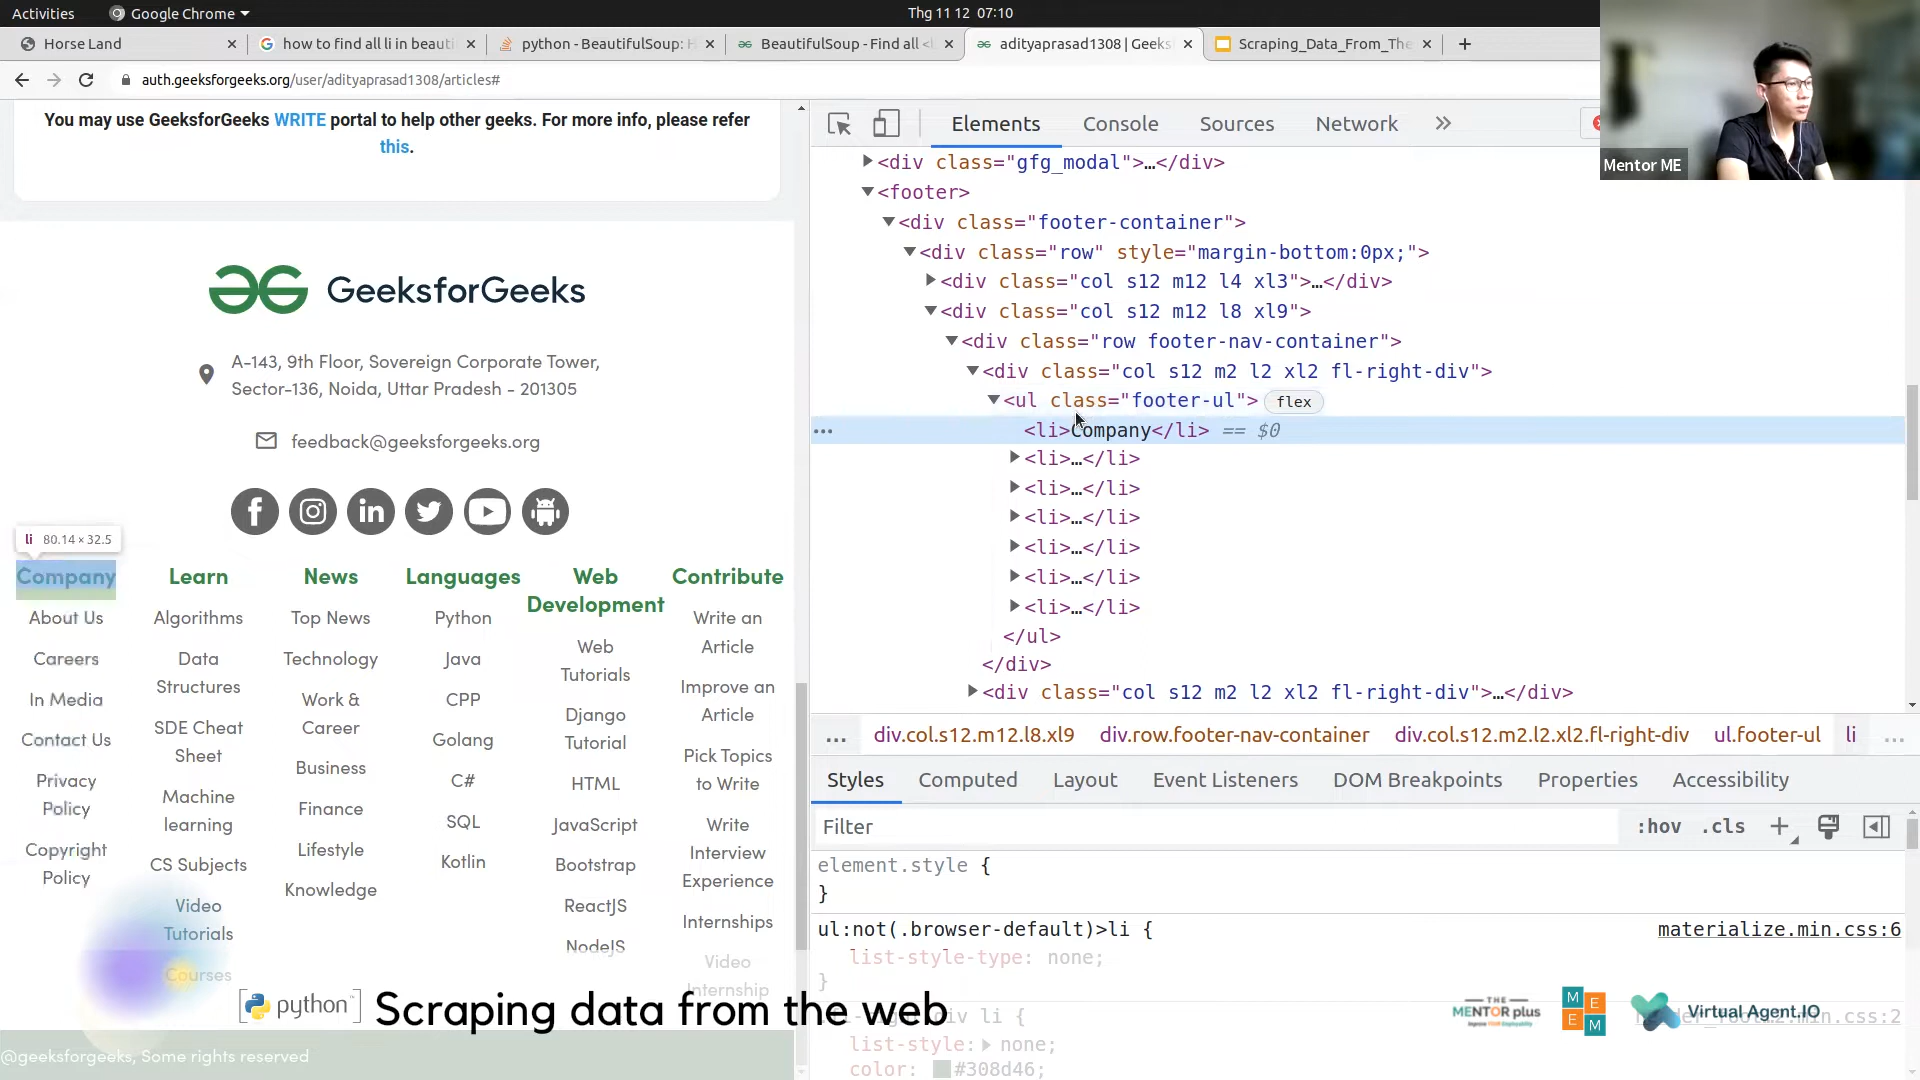 Activities
Google Chrome
Thg 11 12 07:10
Horse Land
how to find all li in beauti
python - BeautifulSoup: H
BeautifulSoup - Find all <
adityaprasad1308 | Geeks
Scraping_Data_From_The
auth.geeksforgeeks.org/user/adityaprasad1308/articles#
Mentor ME
You may use GeeksforGeeks WRITE portal to help other geeks. For more info, please refer
this.
GeeksforGeeks
A-143, 9th Floor, Sovereign Corporate Tower,
Sector-136, Noida, Uttar Pradesh - 201305
feedback@geeksforgeeks.org
li 80.14 × 32.5
Company
About Us
Careers
In Media
Contact Us
Privacy
Policy
Copyright
Policy
Learn
Algorithms
Data
Structures
SDE Cheat
Sheet
Machine
learning
CS Subjects
Video
Tutorials
Courses
News
Top News
Technology
Work &
Career
Business
Finance
Lifestyle
Knowledge
Languages
Python
Java
CPP
Golang
C#
SQL
Kotlin
Web
Development
Web
Tutorials
Django
Tutorial
HTML
JavaScript
Bootstrap
ReactJS
NodeJS
Contribute
Write an
Article
Improve an
Article
Pick Topics
to Write
Write
Interview
Experience
Internships
Video
Internship
@geeksforgeeks, Some rights reserved
Elements
Console
Sources
Network
<div class="gfg_modal">…</div>
<footer>
<div class="footer-container">
<div class="row" style="margin-bottom:0px;">
<div class="col s12 m12 l4 xl3">…</div>
<div class="col s12 m12 l8 xl9">
<div class="row footer-nav-container">
<div class="col s12 m2 l2 xl2 fl-right-div">
<ul class="footer-ul"> flex
<li>Company</li> == $0
<li>…</li>
<li>…</li>
<li>…</li>
<li>…</li>
<li>…</li>
<li>…</li>
</ul>
</div>
<div class="col s12 m2 l2 xl2 fl-right-div">…</div>
… div.col.s12.m12.l8.xl9 div.row.footer-nav-container div.col.s12.m2.l2.xl2.fl-right-div ul.footer-ul li …
Styles
Computed
Layout
Event Listeners
DOM Breakpoints
Properties
Accessibility
Filter
:hov .cls
element.style {
}
ul:not(.browser-default)>li {
materialize.min.css:6
list-style-type: none;
}
div li {
list-style: none;
color: #308d46;
python
Scraping data from the web
THE
MENTOR plus
M E
E M
Virtual Agent.IO